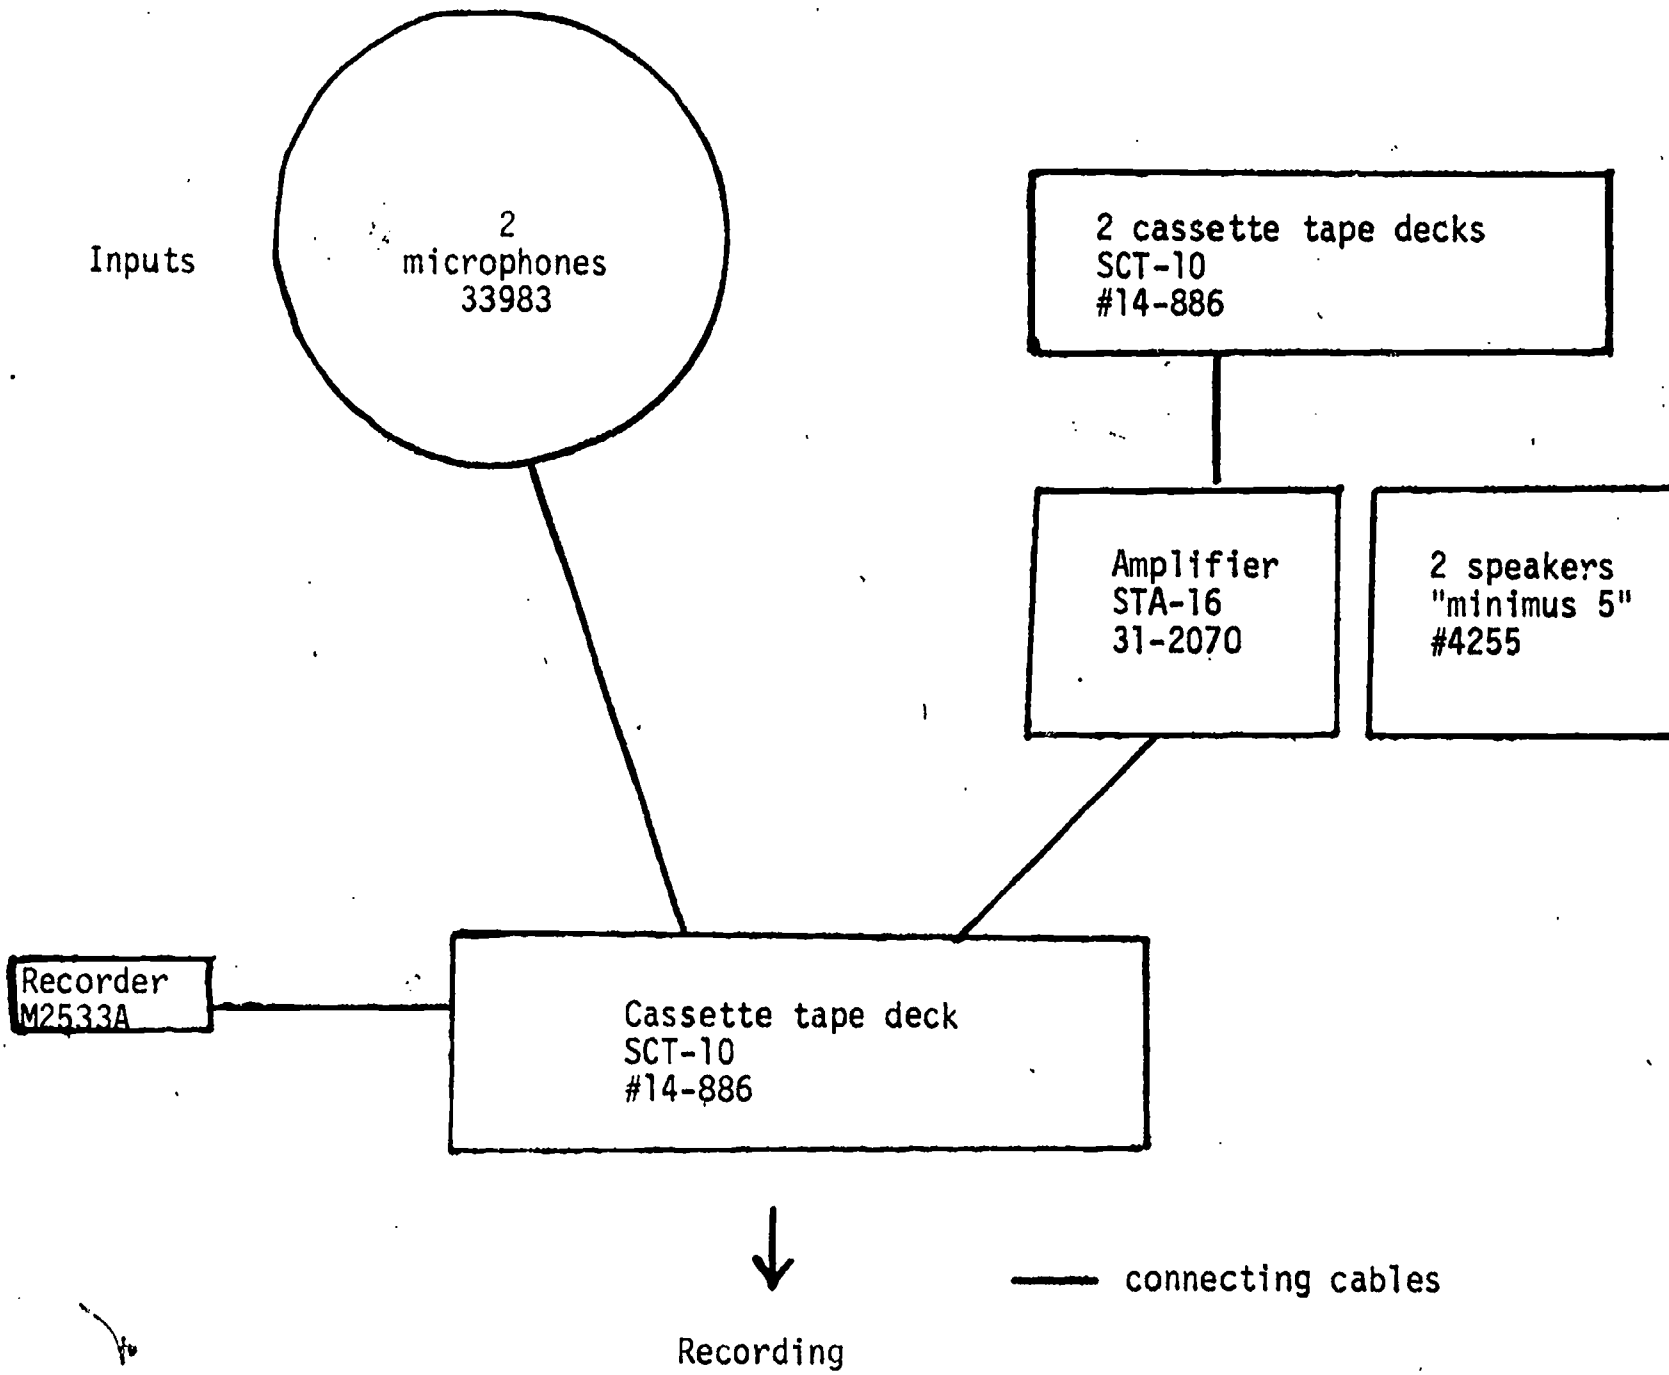 Inputs
2
microphones
33983
2 cassette tape decks
SCT-10
#14-886
Amplifier
STA-16
31-2070
2 speakers
"minimus 5"
#4255
Recorder
M2533A
Cassette tape deck
SCT-10
#14-886
connecting cables
Recording